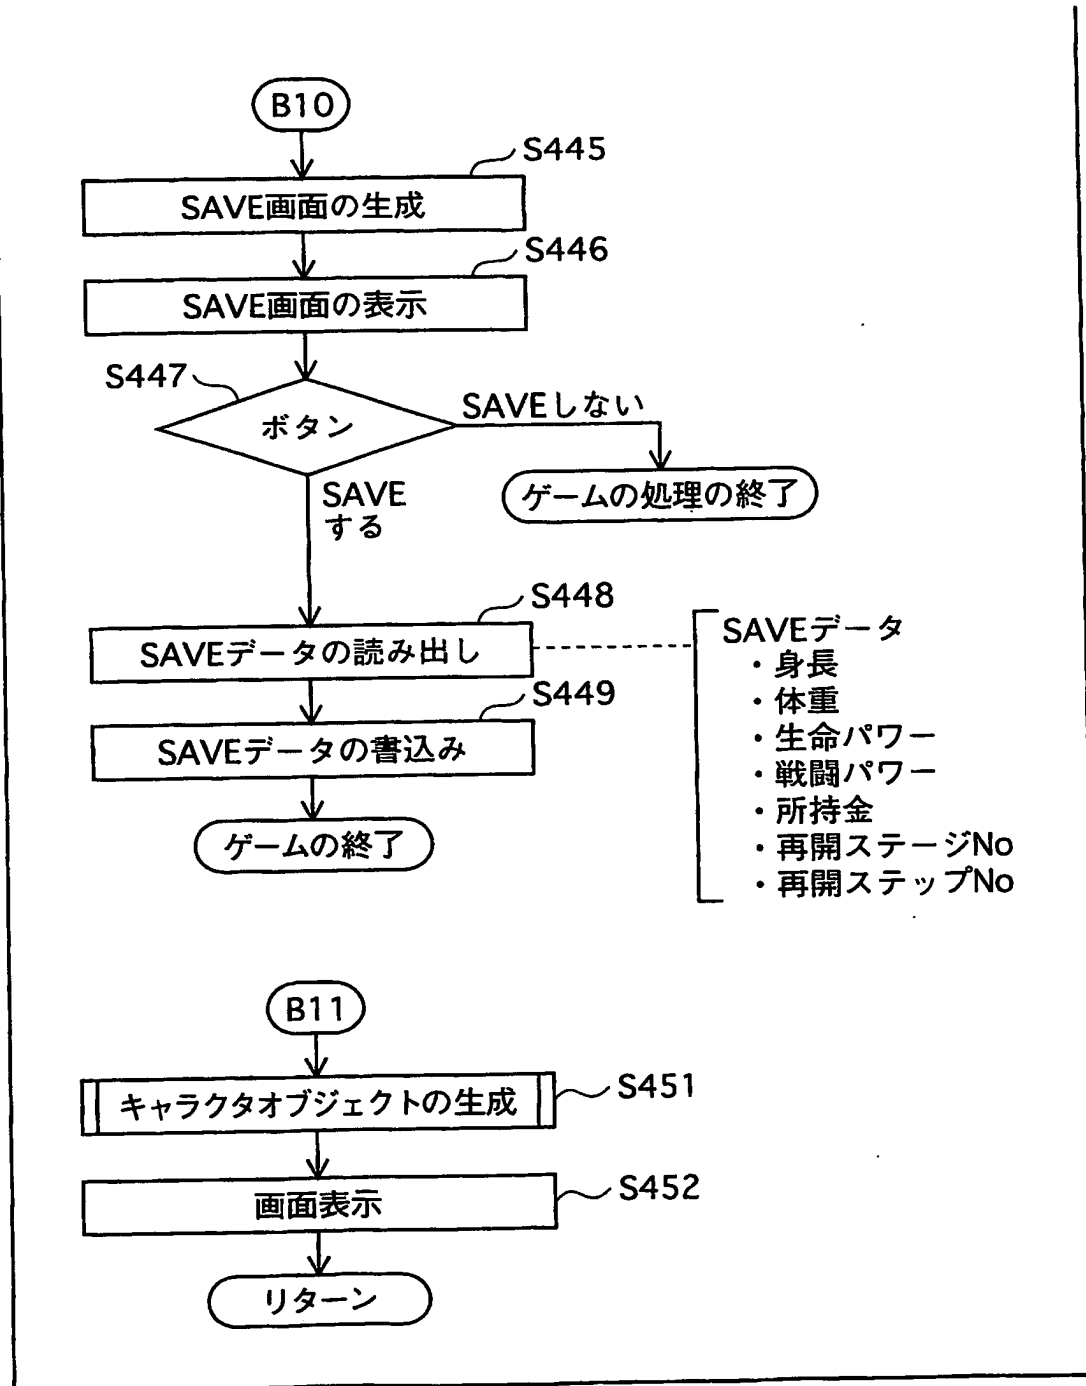 B10
S445
SAVE画面の生成
S446
SAVE画面の表示
S447
ボタン
SAVEしない
ゲームの処理の終了
SAVE
する
S448
SAVEデータの読み出し
SAVEデータ
・身長
・体重
・生命パワー
・戦闘パワー
・所持金
・再開ステージNo
・再開ステップNo
S449
SAVEデータの書込み
ゲームの終了
B11
キャラクタオブジェクトの生成
S451
画面表示
S452
リターン